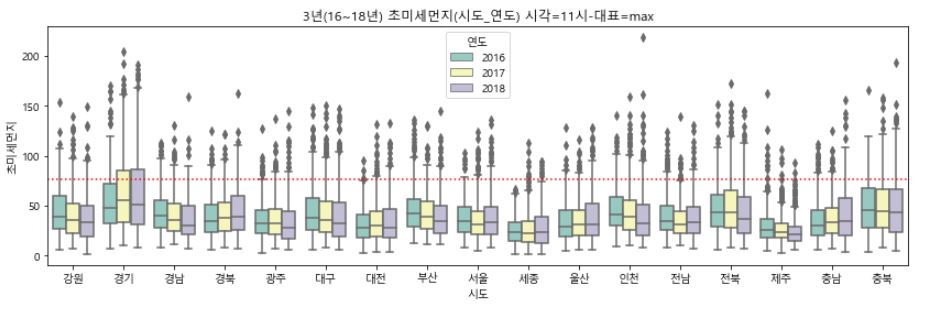 3년(16~18년) 초미세먼지(시도_연도) 시각=11시-대표=max
연도
2016
2017
2018
초미세먼지
200
150
100
50
0
강원 경기 경남 경북 광주 대구 대전 부산 서울 세종 울산 인천 전남 전북 제주 충남 충북
시도